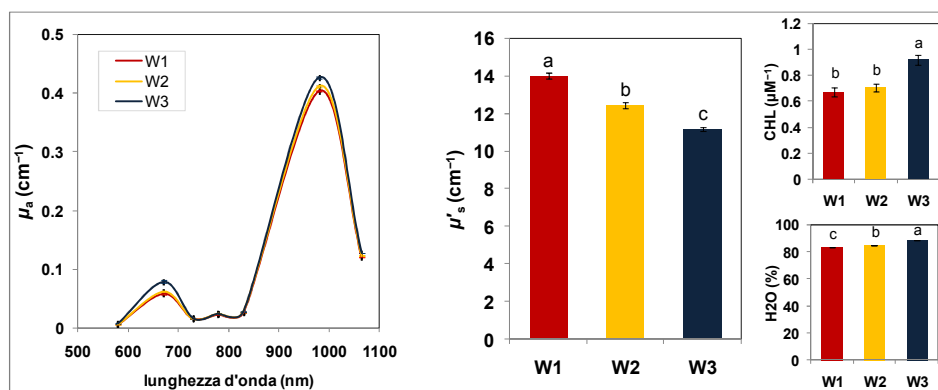 W1
W2
W3
0.5
0.4
0.3
0.2
0.1
0
500 600 700 800 900 1000 1100
µa (cm⁻¹)
lunghezza d'onda (nm)
16
14
12
10
8
6
4
2
0
µ's (cm⁻¹)
a
b
c
W1 W2 W3
1.2
1
0.8
0.6
0.4
0.2
0
CHL (µM⁻¹)
b b a
W1 W2 W3
100
80
60
40
20
0
H2O (%)
c b a
W1 W2 W3